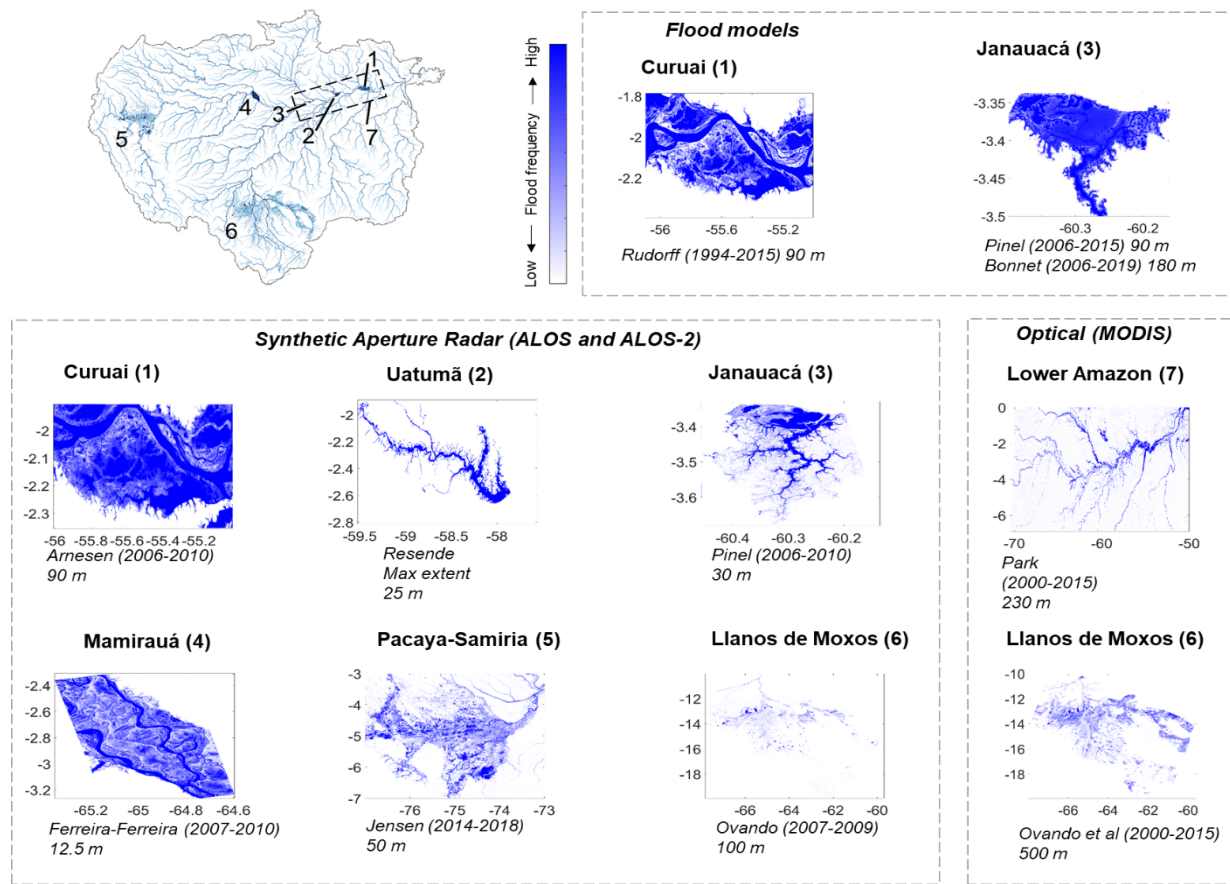 1
4
3
5
2
7
6
Low ← Flood frequency → High
Flood models
Curuai (1)
-1.8
-2
-2.2
-56 -55.6 -55.2
Rudorff (1994-2015) 90 m
Janauacá (3)
-3.35
-3.4
-3.45
-3.5
-60.3 -60.2
Pinel (2006-2015) 90 m
Bonnet (2006-2019) 180 m
Synthetic Aperture Radar (ALOS and ALOS-2)
Curuai (1)
-2
-2.1
-2.2
-2.3
-56 -55.8 -55.6 -55.4 -55.2
Arnesen (2006-2010)
90 m
Uatumã (2)
-2
-2.2
-2.4
-2.6
-2.8
-59.5 -59 -58.5 -58
Resende
Max extent
25 m
Janauacá (3)
-3.4
-3.5
-3.6
-60.4 -60.3 -60.2
Pinel (2006-2010)
30 m
Mamirauá (4)
-2.4
-2.6
-2.8
-3
-3.2
-65.2 -65 -64.8 -64.6
Ferreira-Ferreira (2007-2010)
12.5 m
Pacaya-Samiria (5)
-3
-4
-5
-6
-7
-76 -75 -74 -73
Jensen (2014-2018)
50 m
Llanos de Moxos (6)
-12
-14
-16
-18
-66 -64 -62 -60
Ovando (2007-2009)
100 m
Optical (MODIS)
Lower Amazon (7)
0
-2
-4
-6
-70 -60 -50
Park
(2000-2015)
230 m
Llanos de Moxos (6)
-10
-12
-14
-16
-18
-66 -64 -62 -60
Ovando et al (2000-2015)
500 m